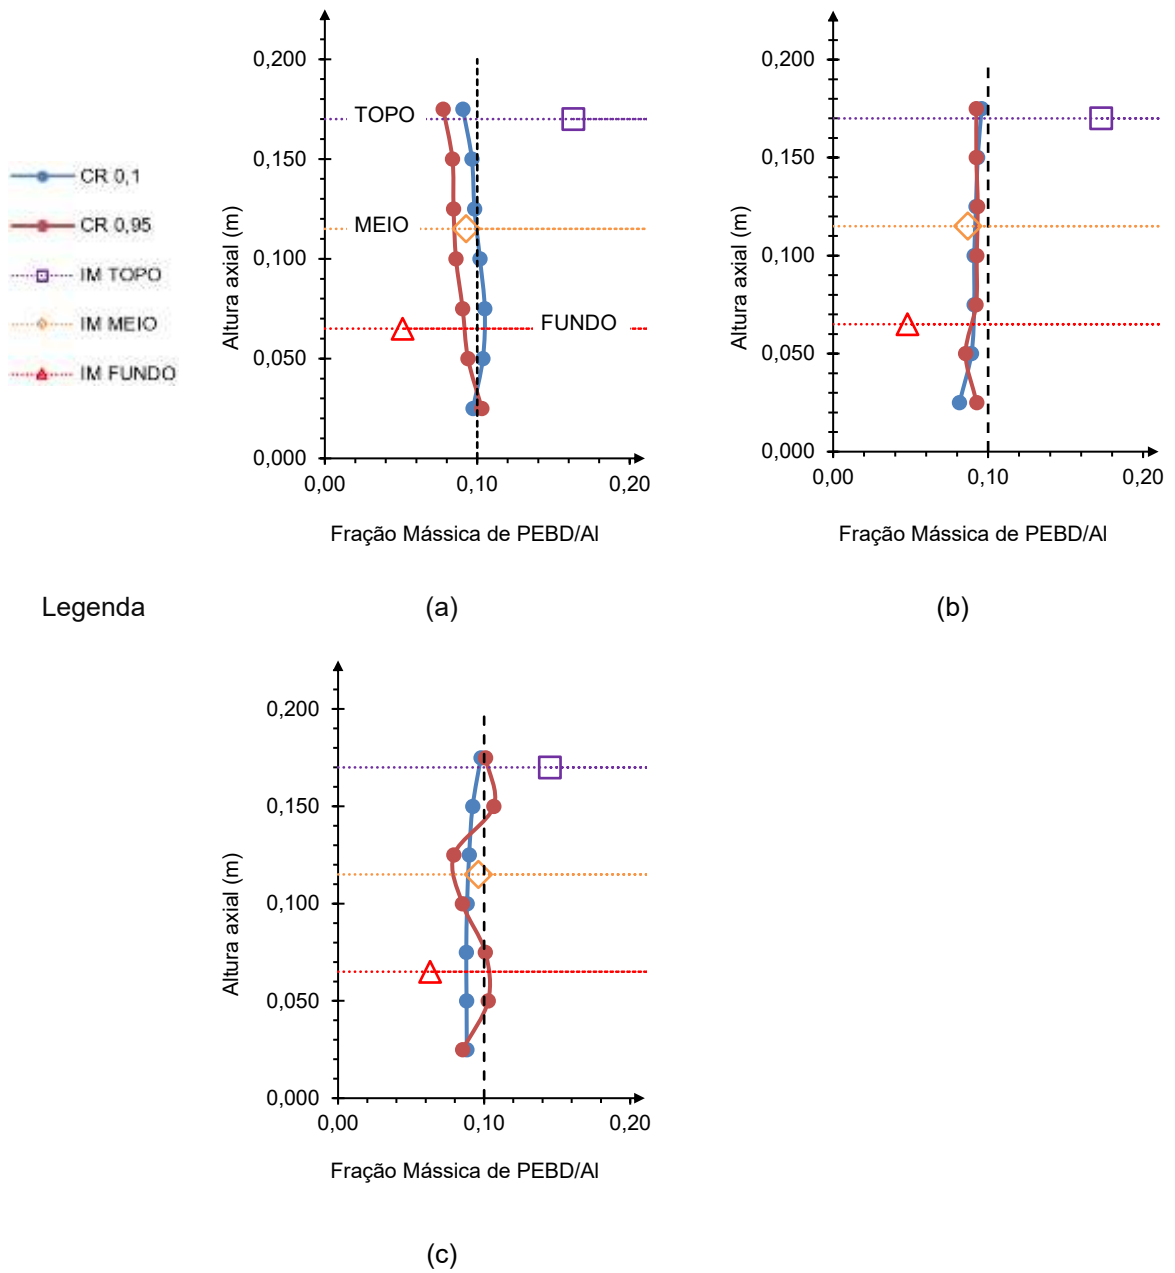 CR 0,1
CR 0,95
IM TOPO
IM MEIO
IM FUNDO
Legenda
0,200
0,150
0,100
0,050
0,000
Altura axial (m)
TOPO
MEIO
FUNDO
0,00 0,10 0,20
Fração Mássica de PEBD/Al
(a)
0,200
0,150
0,100
0,050
0,000
Altura axial (m)
0,00 0,10 0,20
Fração Mássica de PEBD/Al
(b)
0,200
0,150
0,100
0,050
0,000
Altura axial (m)
0,00 0,10 0,20
Fração Mássica de PEBD/Al
(c)